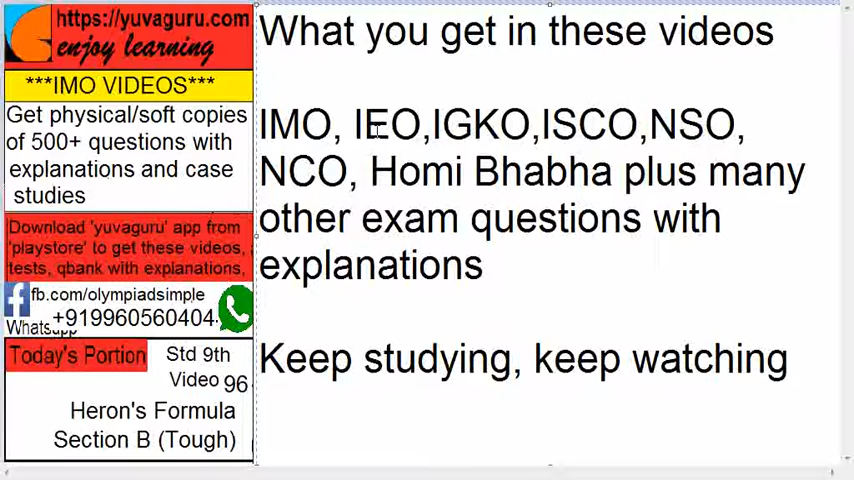 https://yuvaguru.com
enjoy learning
***IMO VIDEOS***
Get physical/soft copies
of 500+ questions with
explanations and case
studies
Download 'yuvaguru' app from
'playstore' to get these videos,
tests, qbank with explanations,
fb.com/olympiadsimple
+919960560404
Whatsapp
Today's Portion
Std 9th
Video 96
Heron's Formula
Section B (Tough)
What you get in these videos
IMO, IEO,IGKO,ISCO,NSO,
NCO, Homi Bhabha plus many
other exam questions with
explanations
Keep studying, keep watching